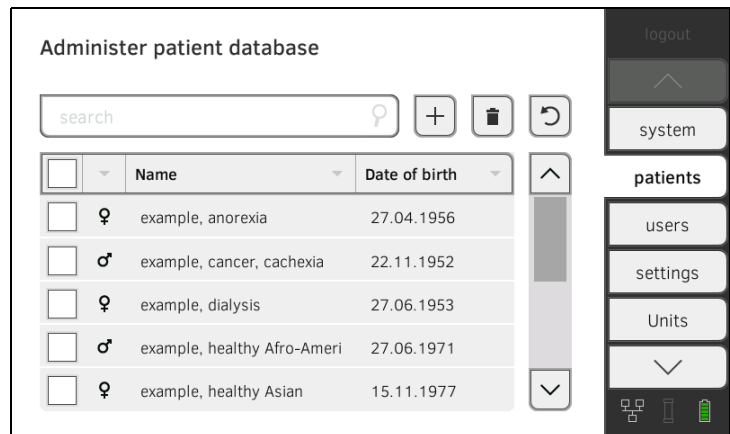 Administer patient database
search
Name Date of birth
example, anorexia 27.04.1956
example, cancer, cachexia 22.11.1952
example, dialysis 27.06.1953
example, healthy Afro-Ameri 27.06.1971
example, healthy Asian 15.11.1977
logout
system
patients
users
settings
Units